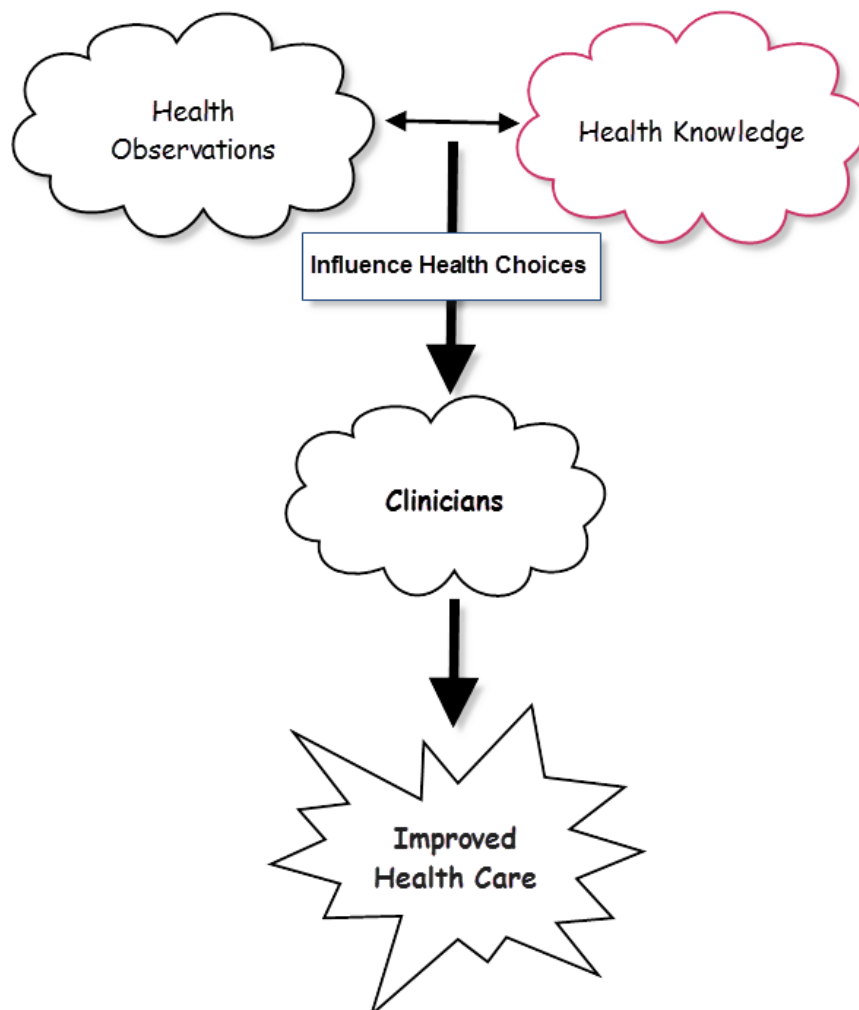 Health
Observations
Health Knowledge
Influence Health Choices
Clinicians
Improved
Health Care